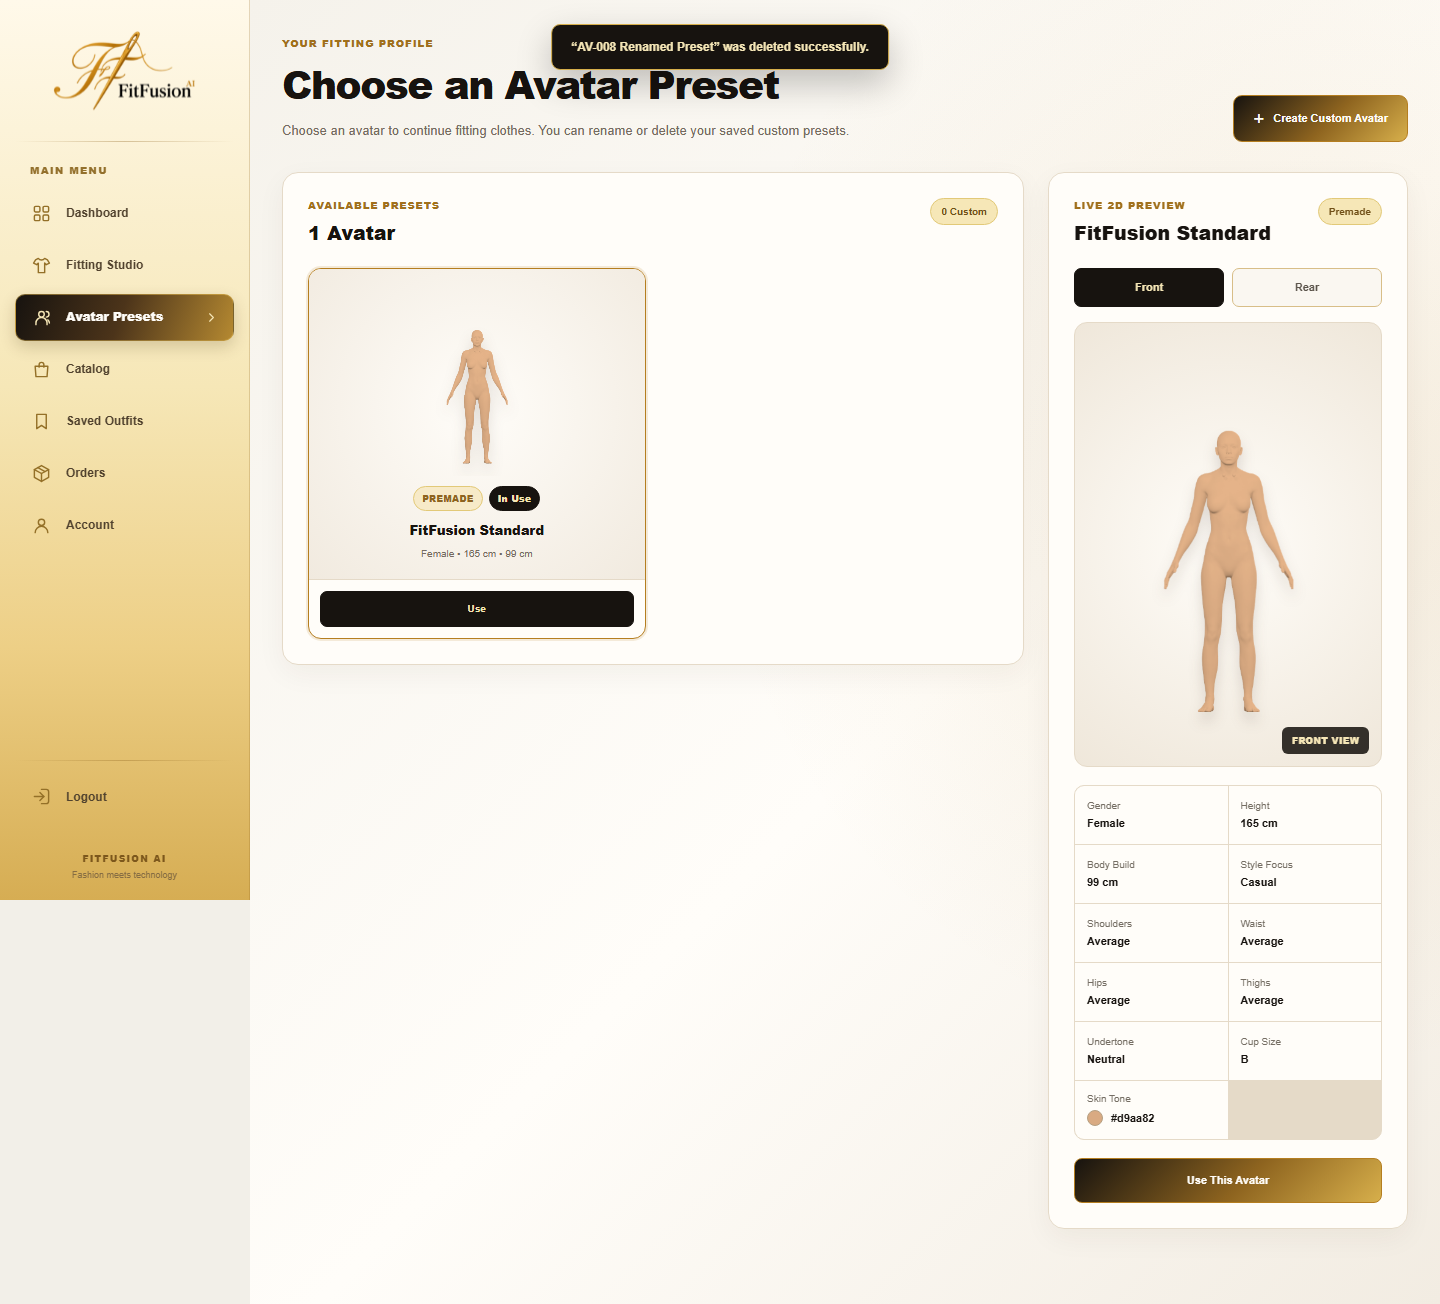 FitFusion AI
MAIN MENU
Dashboard
Fitting Studio
Avatar Presets
Catalog
Saved Outfits
Orders
Account
Logout
FITFUSION AI
Fashion meets technology
“AV-008 Renamed Preset” was deleted successfully.
YOUR FITTING PROFILE
Choose an Avatar Preset
Choose an avatar to continue fitting clothes. You can rename or delete your saved custom presets.
Create Custom Avatar
AVAILABLE PRESETS
1 Avatar
0 Custom
PREMADE In Use
FitFusion Standard
Female • 165 cm • 99 cm
Use
LIVE 2D PREVIEW
FitFusion Standard
Premade
Front Rear
FRONT VIEW
Gender Height
Female 165 cm
Body Build Style Focus
99 cm Casual
Shoulders Waist
Average Average
Hips Thighs
Average Average
Undertone Cup Size
Neutral B
Skin Tone
#d9aa82
Use This Avatar